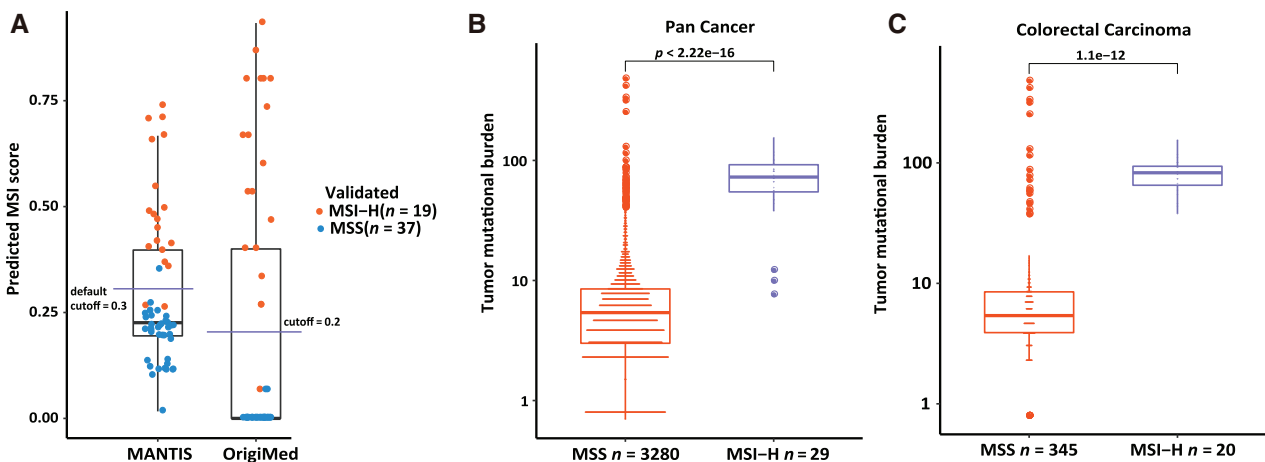 A
Predicted MSI score
0.75
0.50
0.25
0.00
default
cutoff = 0.3
cutoff = 0.2
MANTIS
OrigiMed
Validated
MSI−H(n = 19)
MSS(n = 37)
B
Pan Cancer
p < 2.22e−16
Tumor mutational burden
100
10
1
MSS n = 3280
MSI−H n = 29
C
Colorectal Carcinoma
1.1e−12
Tumor mutational burden
100
10
1
MSS n = 345
MSI−H n = 20